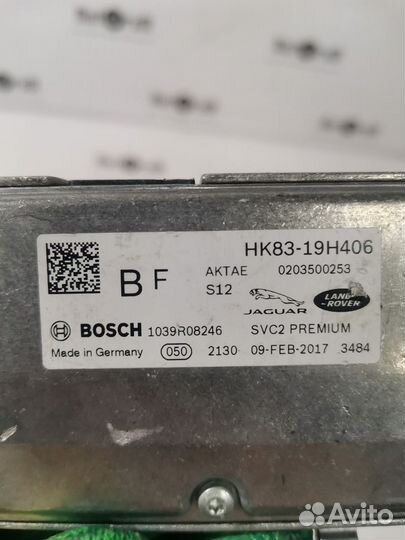 HK83-19H406
B F AKTAE 0203500253
S12 JAGUAR LAND ROVER
BOSCH 1039R08246 SVC2 PREMIUM
Made in Germany 050 2130 09-FEB-2017 3484
Avito